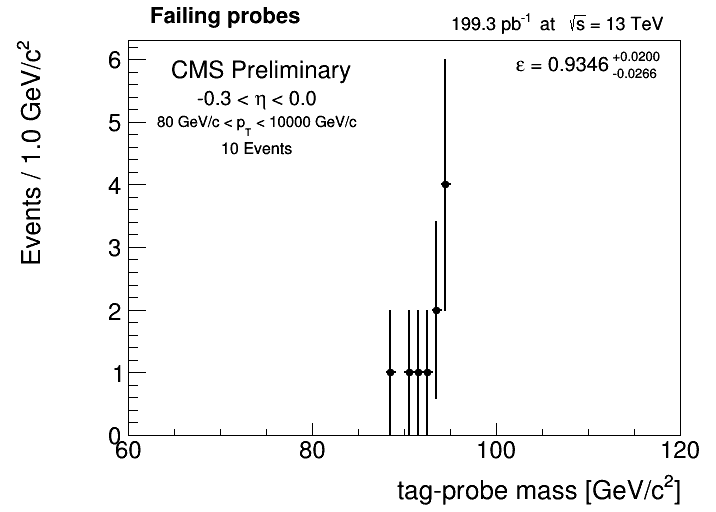 Failing probes
199.3 pb⁻¹ at √s = 13 TeV
CMS Preliminary
-0.3 < η < 0.0
80 GeV/c < p_T < 10000 GeV/c
10 Events
ε = 0.9346 +0.0200 -0.0266
Events / 1.0 GeV/c²
6
5
4
3
2
1
0
60 80 100 120
tag-probe mass [GeV/c²]